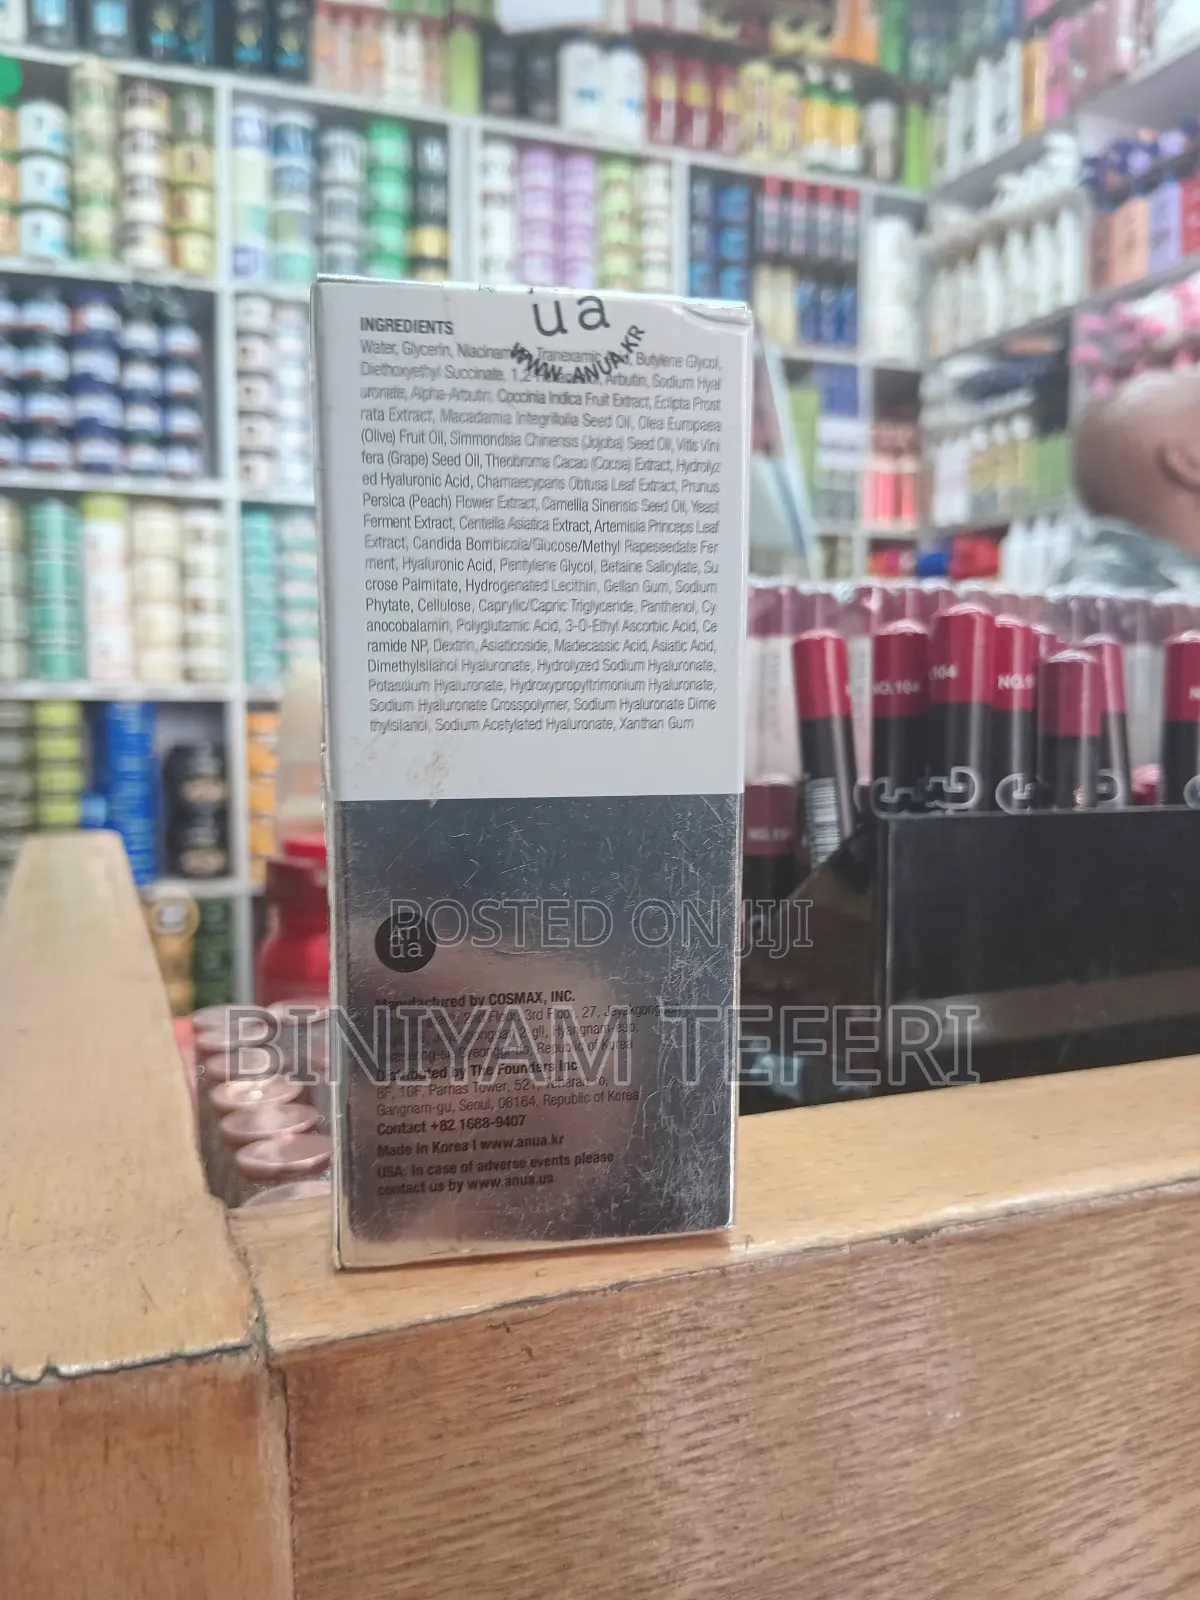 ua
WWW.ANUA.KR
INGREDIENTS
Water, Glycerin, Tranexamic Butylene Glycol,
Diethoxyethyl Succinate, Arbutin, Sodium Hyal
uronate, Alpha-Arbutin, Coccinia Indica Fruit Extract, Eclipta Prost
rata Extract, Macadamia Integrifolia Seed Oil, Olea Europaea
(Olive) Fruit Oil, Simmondsia Chinensis (Jojoba) Seed Oil, Vitis Vini
fera (Grape) Seed Oil, Theobroma Cacao (Cocoa) Extract, Hydrolyz
ed Hyaluronic Acid, Chamaecyparis Obtusa Leaf Extract, Prunus
Persica (Peach) Flower Extract, Camellia Sinensis Seed Oil, Yeast
Ferment Extract, Centella Asiatica Extract, Artemisia Princeps Leaf
Extract, Candida Bombicola/Glucose/Methyl Rapeseedate Fer
ment, Hyaluronic Acid, Pentylene Glycol, Betaine Salicylate, Su
crose Palmitate, Hydrogenated Lecithin, Gellan Gum, Sodium
Phytate, Cellulose, Caprylic/Capric Triglyceride, Panthenol, Cy
anocobalamin, Polyglutamic Acid, 3-O-Ethyl Ascorbic Acid, Ce
ramide NP, Dextrin, Asiaticoside, Madecassic Acid, Asiatic Acid,
Dimethylsilanol Hyaluronate, Hydrolyzed Sodium Hyaluronate,
Potassium Hyaluronate, Hydroxypropyltrimonium Hyaluronate,
Sodium Hyaluronate Crosspolymer, Sodium Hyaluronate Dime
thylsilanol, Sodium Acetylated Hyaluronate, Xanthan Gum
An
ua
POSTED ON JIJI
Manufactured by COSMAX, INC.
3rd Floor, 27,
Republic of Korea
BINIYAM TEFERI
Distributed by The Founders Inc
8F, 10F, Parnas Tower, 521,
Gangnam-gu, Seoul, 06164, Republic of Korea
Contact +82 1688-9407
Made in Korea | www.anua.kr
USA: In case of adverse events please
contact us by www.anua.us
NO.104
104